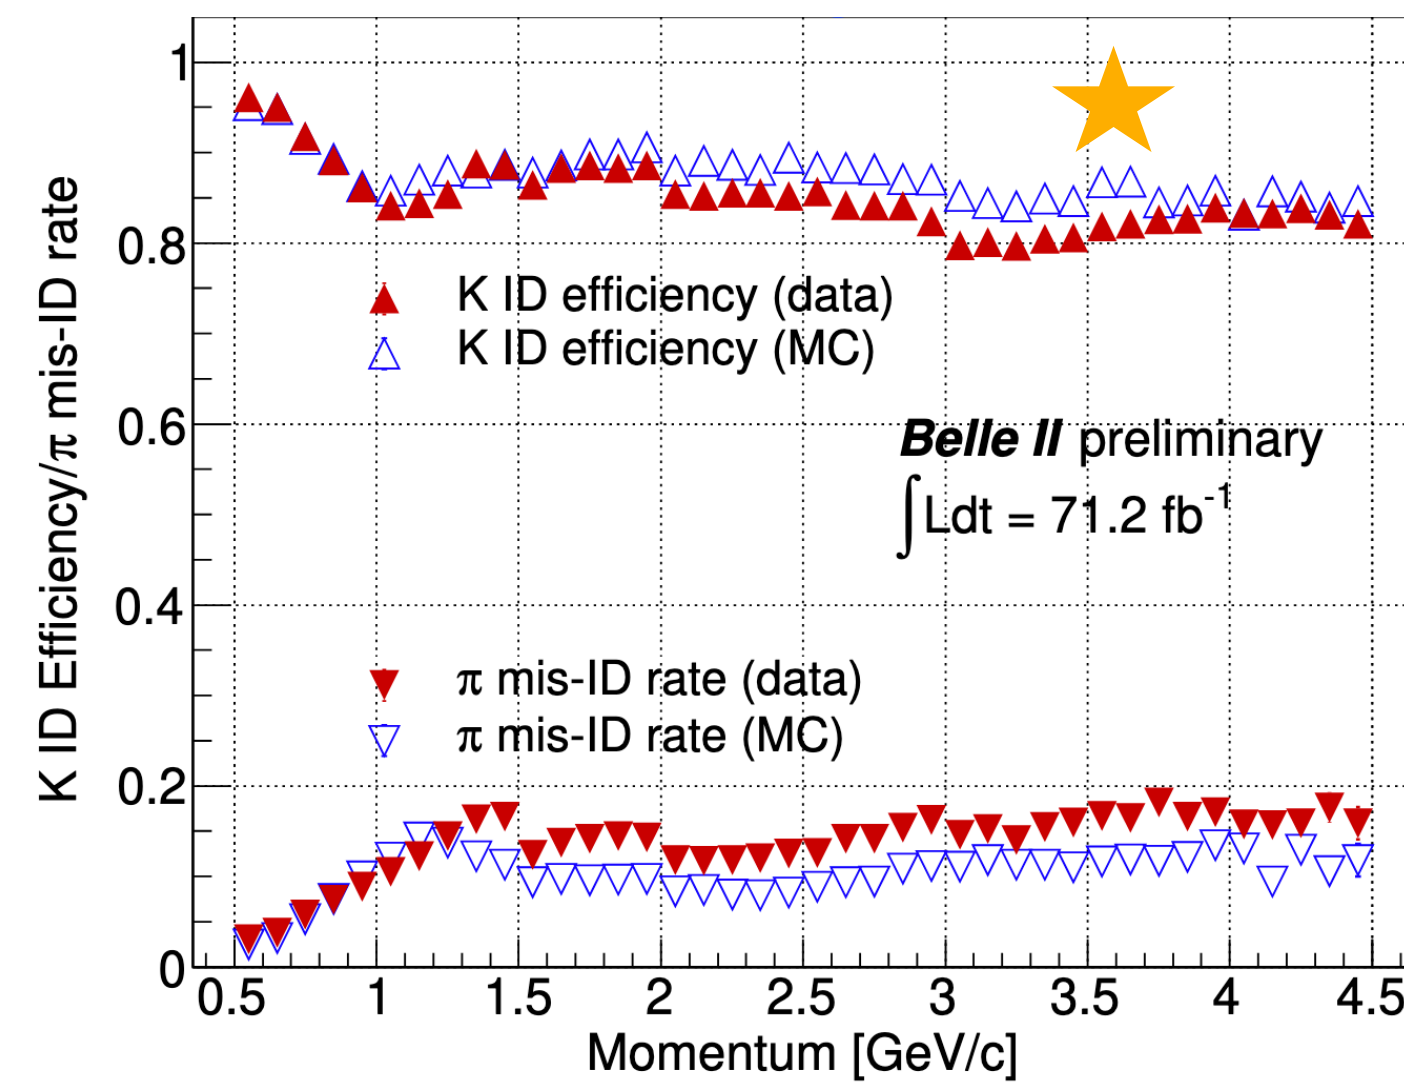 K ID Efficiency/π mis-ID rate
1
0.8
0.6
0.4
0.2
0
K ID efficiency (data)
K ID efficiency (MC)
Belle II preliminary
∫Ldt = 71.2 fb⁻¹
π mis-ID rate (data)
π mis-ID rate (MC)
0.5 1 1.5 2 2.5 3 3.5 4 4.5
Momentum [GeV/c]